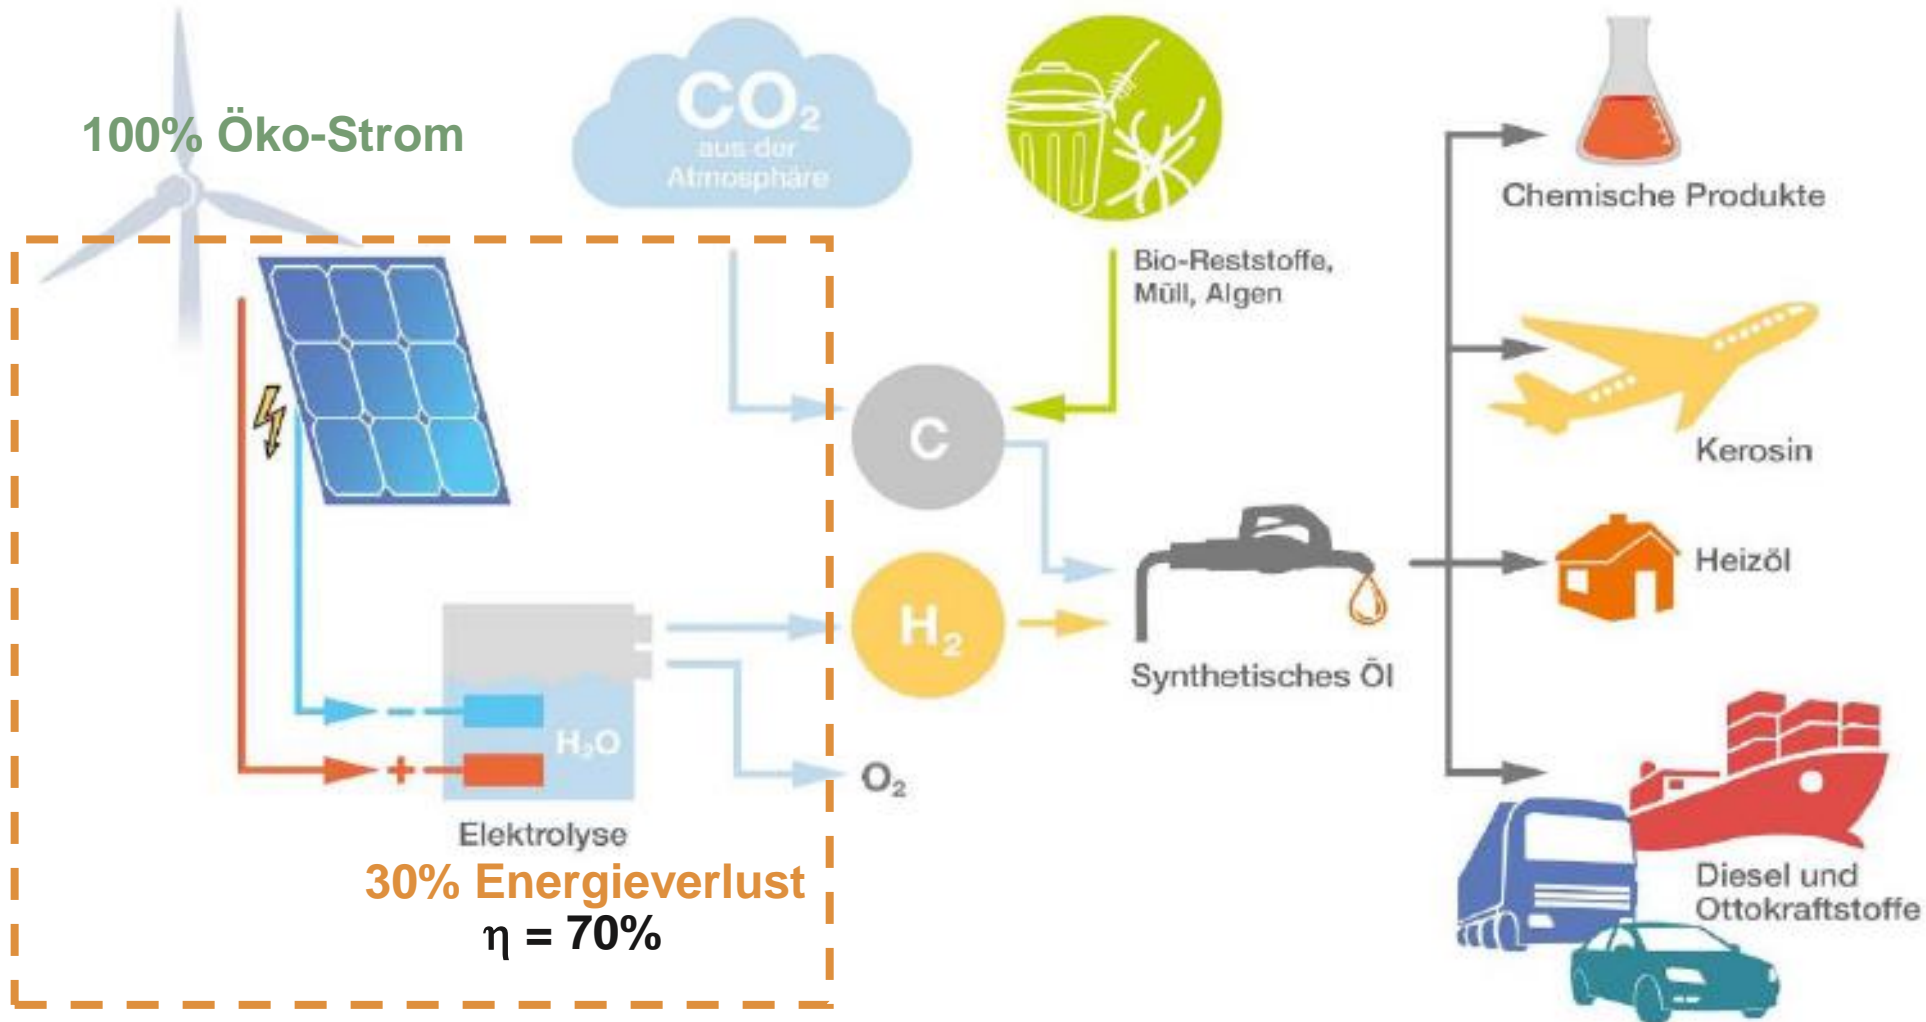 100% Öko-Strom
CO₂
aus der
Atmosphäre
Bio-Reststoffe,
Müll, Algen
Chemische Produkte
Kerosin
C
H₂
Heizöl
Synthetisches Öl
−
+
H₂O
O₂
Elektrolyse
30% Energieverlust
η = 70%
Diesel und
Ottokraftstoffe